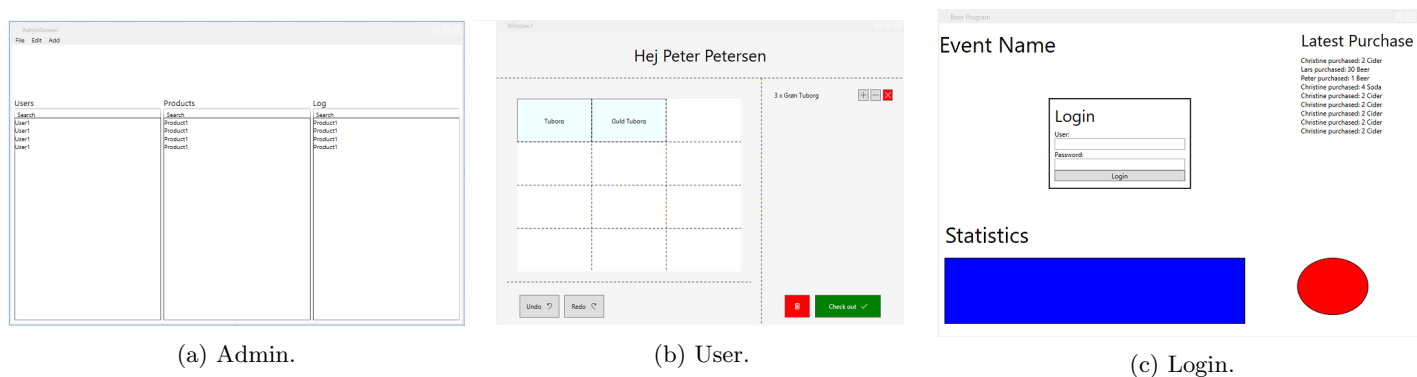 AdminScreen
File Edit Add
Users
Search
User1
User1
User1
User1
Products
Search
Product1
Product1
Product1
Product1
Log
Search
Product1
Product1
Product1
Product1
(a) Admin.
Window1
Hej Peter Petersen
Tuborg
Guld Tuborg
3 x Grøn Tuborg
Undo
Redo
Check out
(b) User.
Beer Program
Event Name
Login
User:
Password:
Login
Latest Purchase
Christine purchased: 2 Cider
Lars purchased: 30 Beer
Peter purchased: 1 Beer
Christine purchased: 4 Soda
Christine purchased: 2 Cider
Christine purchased: 2 Cider
Christine purchased: 2 Cider
Christine purchased: 2 Cider
Christine purchased: 2 Cider
Statistics
(c) Login.